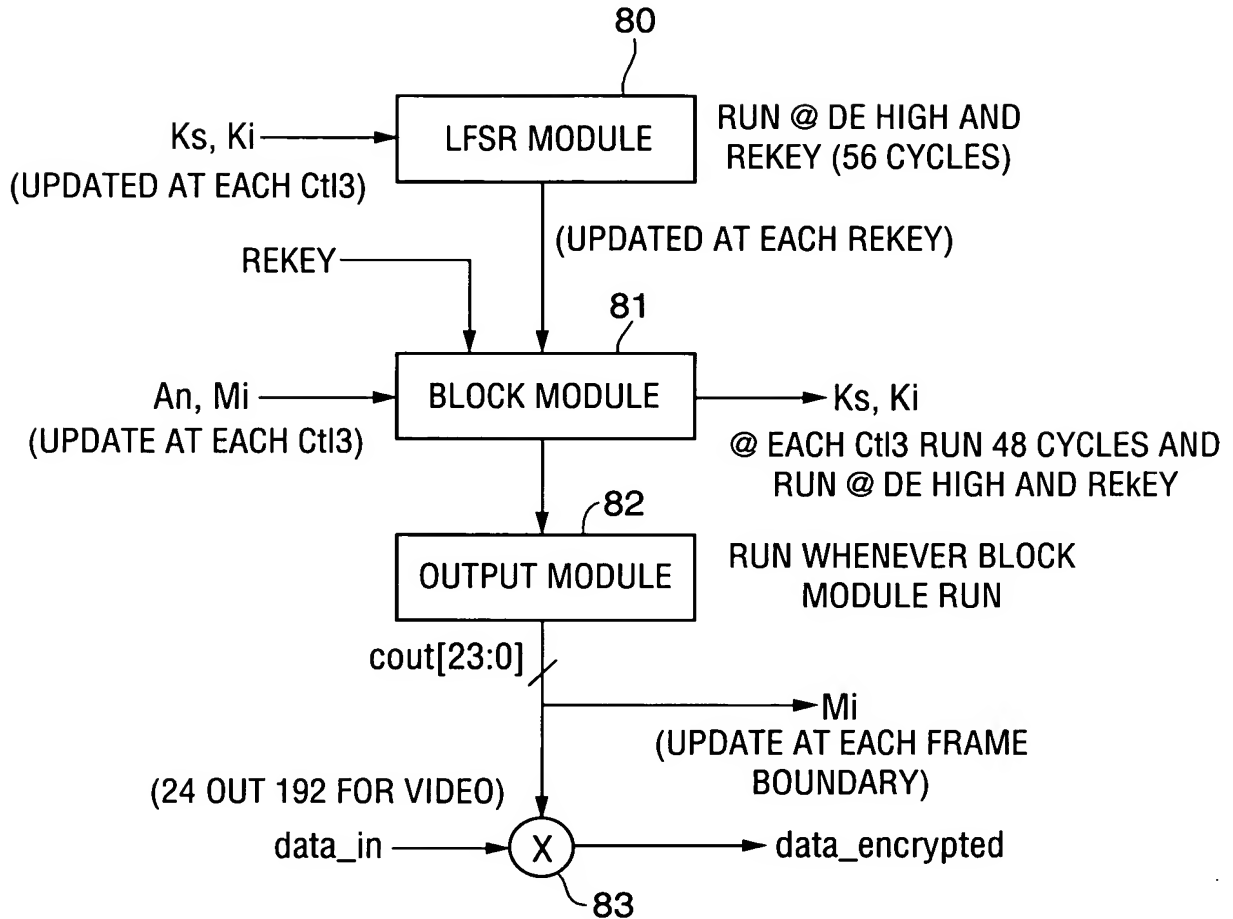 80
Ks, Ki
(UPDATED AT EACH Ctl3)
LFSR MODULE
RUN @ DE HIGH AND
REKEY (56 CYCLES)
(UPDATED AT EACH REKEY)
REKEY
81
An, Mi
(UPDATE AT EACH Ctl3)
BLOCK MODULE
Ks, Ki
@ EACH Ctl3 RUN 48 CYCLES AND
RUN @ DE HIGH AND REkEY
82
OUTPUT MODULE
RUN WHENEVER BLOCK
MODULE RUN
cout[23:0]
Mi
(UPDATE AT EACH FRAME
BOUNDARY)
(24 OUT 192 FOR VIDEO)
data_in
X
data_encrypted
83